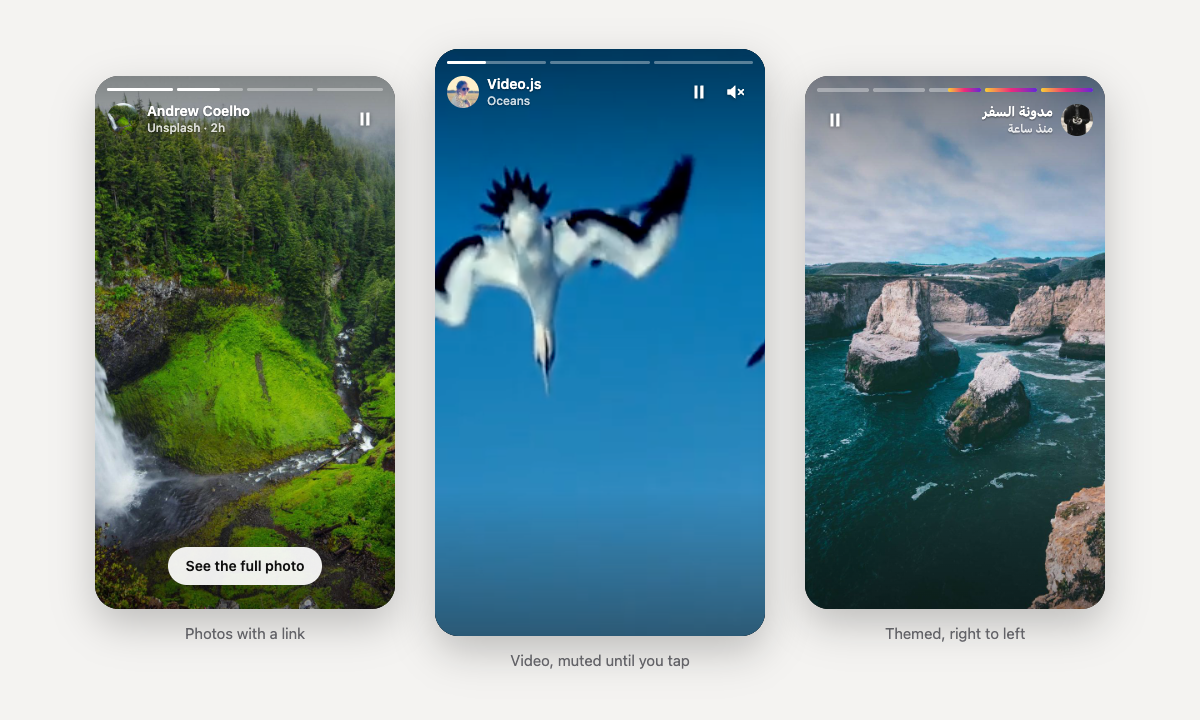 Andrew Coelho
Unsplash · 2h
See the full photo
Photos with a link
Video.js
Oceans
Video, muted until you tap
مدونة السفر
منذ ساعة
Themed, right to left